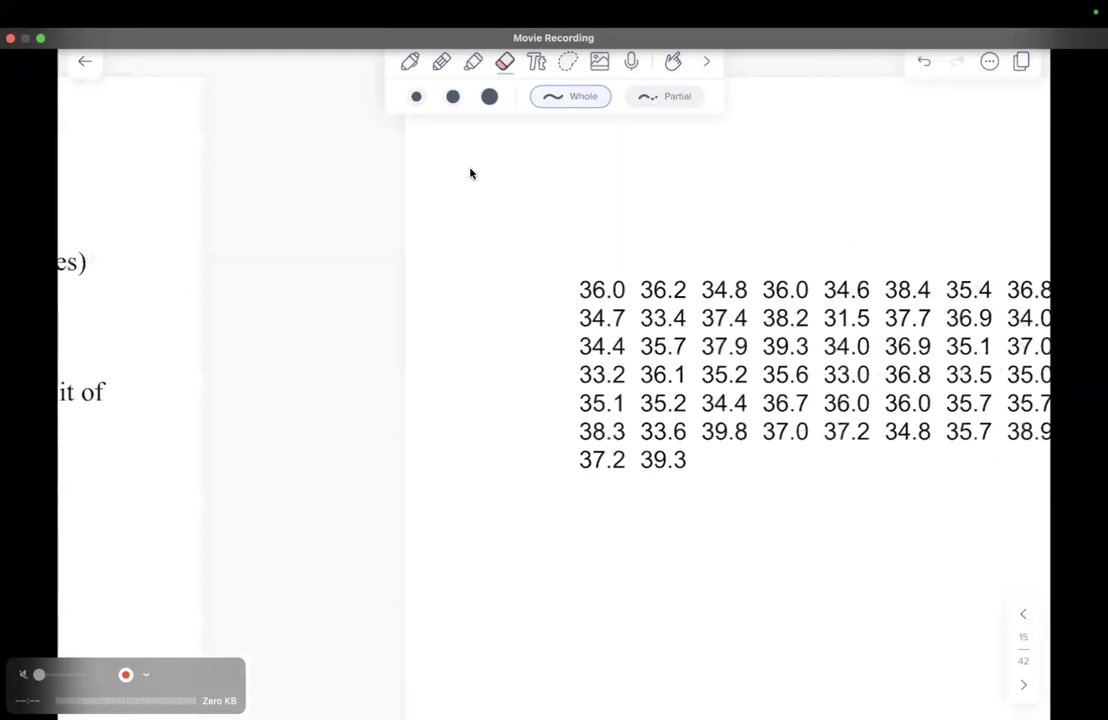 Movie Recording
Tt
Whole
Partial
es)
it of
36.0 36.2 34.8 36.0 34.6 38.4 35.4 36.8
34.7 33.4 37.4 38.2 31.5 37.7 36.9 34.0
34.4 35.7 37.9 39.3 34.0 36.9 35.1 37.0
33.2 36.1 35.2 35.6 33.0 36.8 33.5 35.0
35.1 35.2 34.4 36.7 36.0 36.0 35.7 35.7
38.3 33.6 39.8 37.0 37.2 34.8 35.7 38.9
37.2 39.3
15
42
--:--
Zero KB